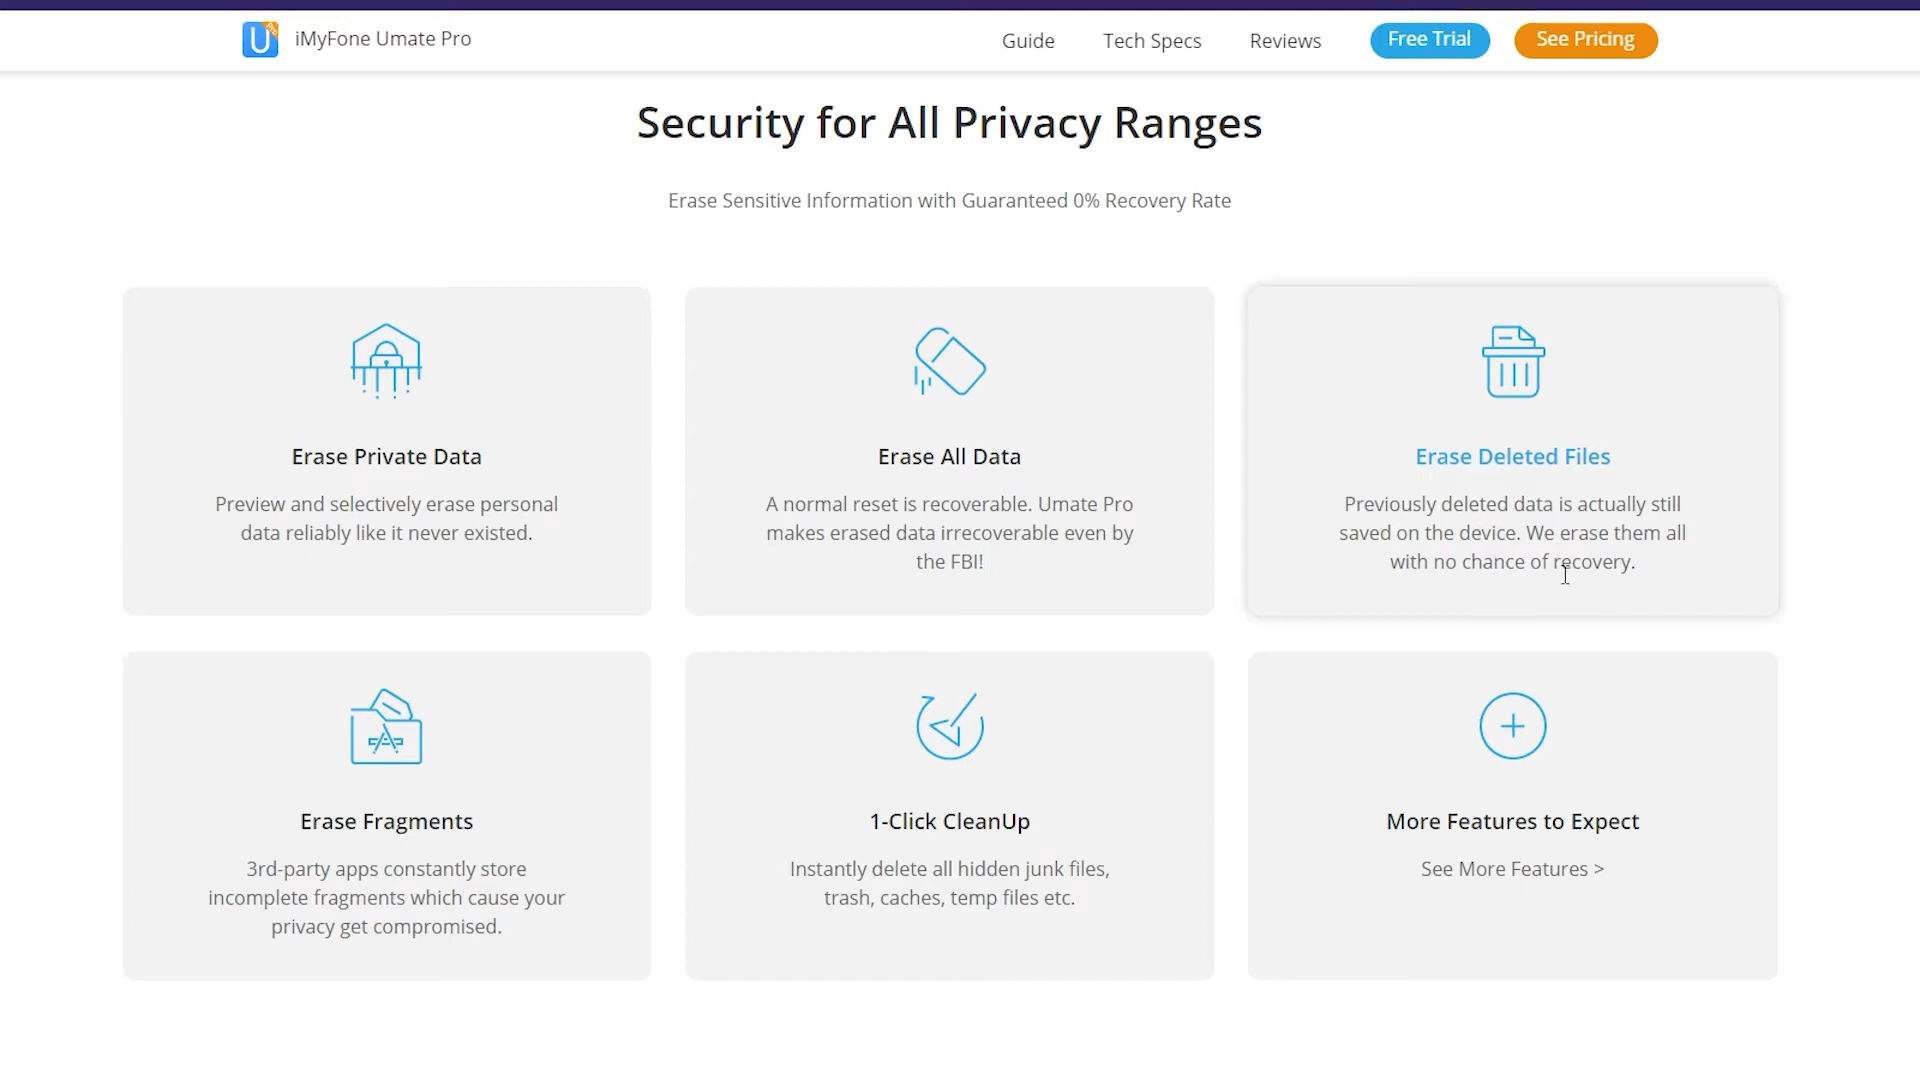 iMyFone Umate Pro
Guide
Tech Specs
Reviews
Free Trial
See Pricing
Security for All Privacy Ranges
Erase Sensitive Information with Guaranteed 0% Recovery Rate
Erase Private Data
Preview and selectively erase personal
data reliably like it never existed.
Erase All Data
A normal reset is recoverable. Umate Pro
makes erased data irrecoverable even by
the FBI!
Erase Deleted Files
Previously deleted data is actually still
saved on the device. We erase them all
with no chance of recovery.
Erase Fragments
3rd-party apps constantly store
incomplete fragments which cause your
privacy get compromised.
1-Click CleanUp
Instantly delete all hidden junk files,
trash, caches, temp files etc.
More Features to Expect
See More Features >